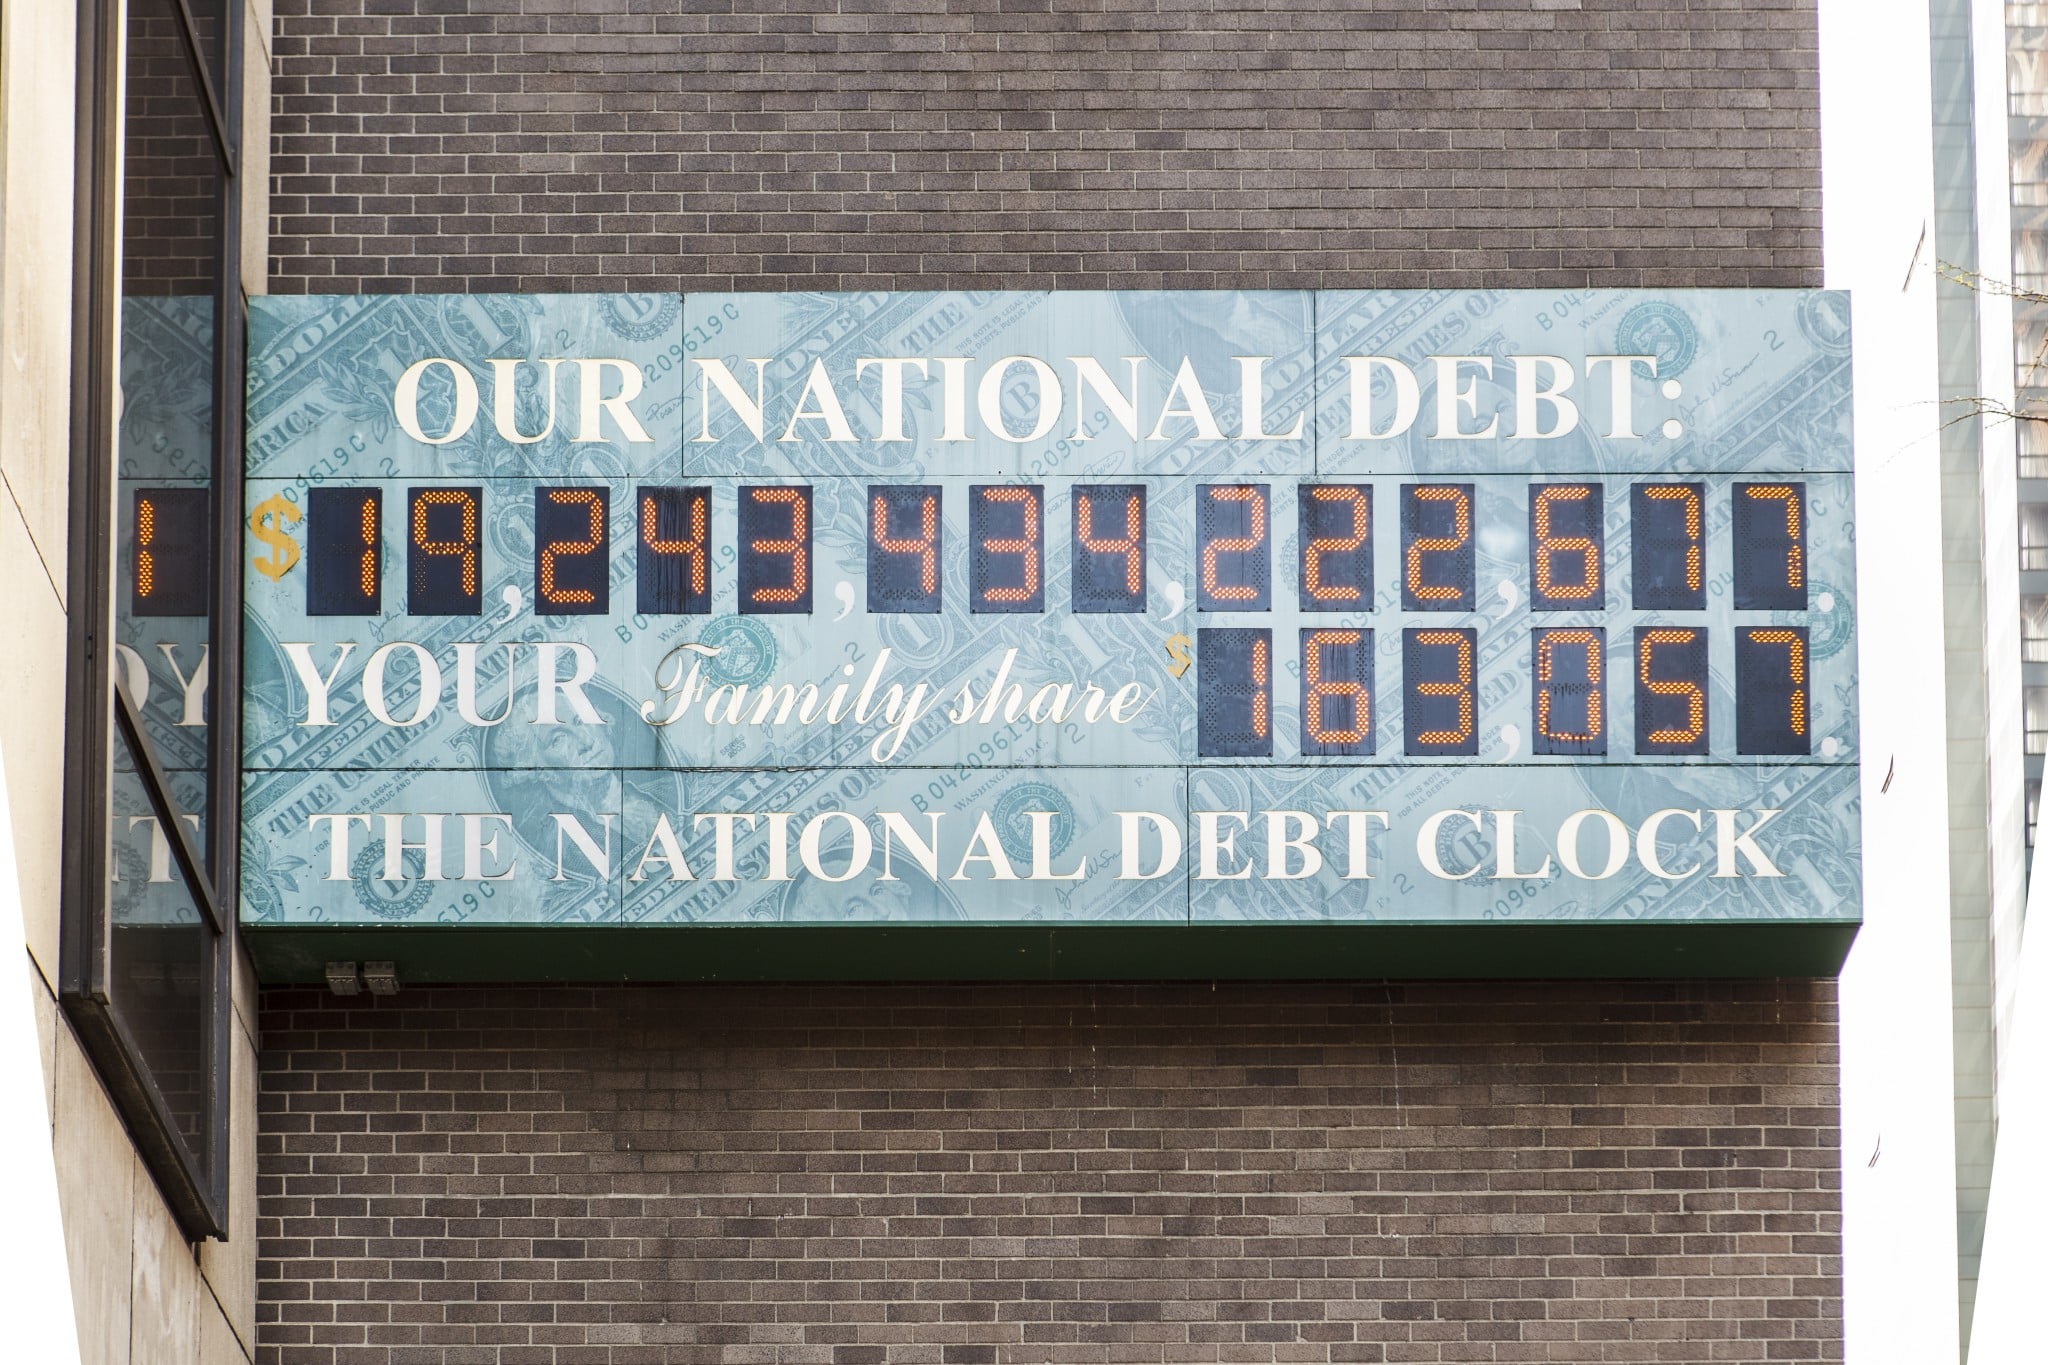 OUR NATIONAL DEBT:
$19,243,434,222,677.
YOUR Family share $163,057.
THE NATIONAL DEBT CLOCK